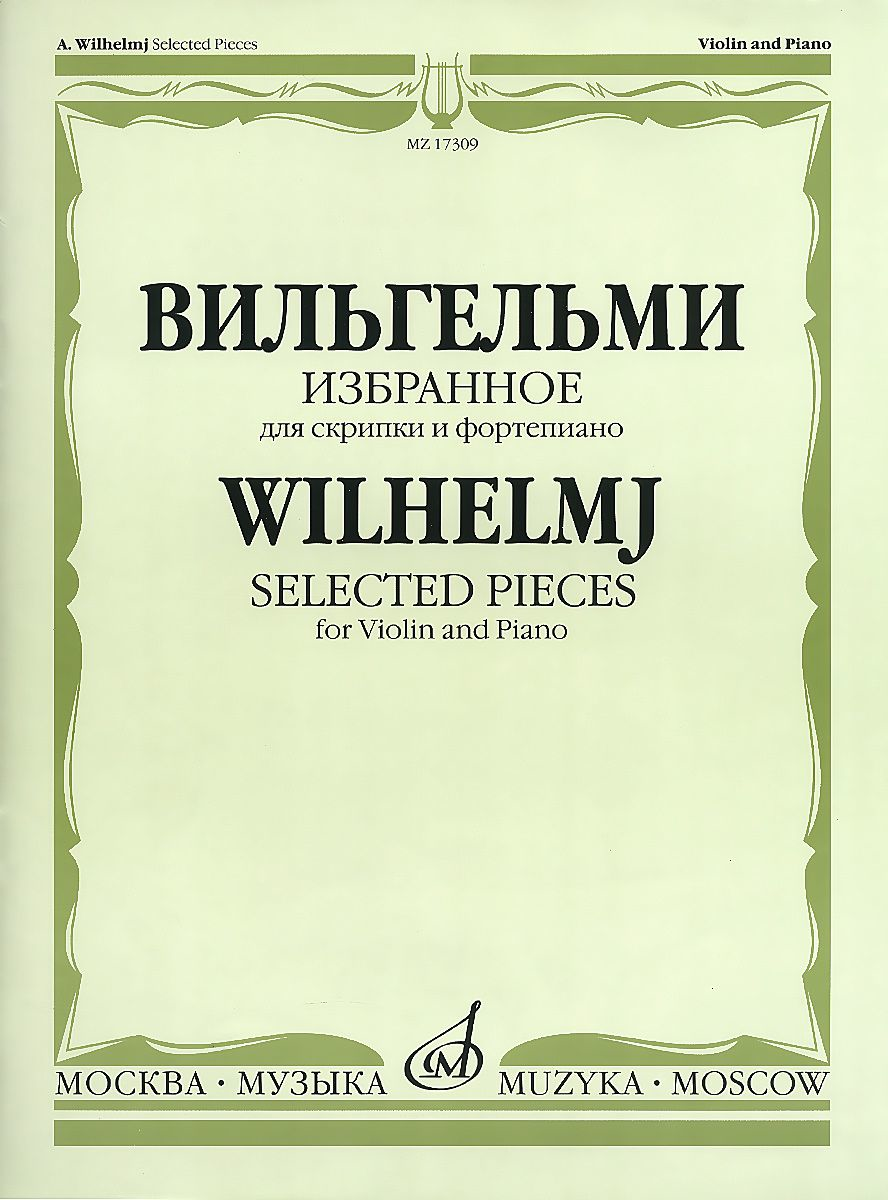 A. Wilhelmj Selected Pieces Violin and Piano
MZ 17309
ВИЛЬГЕЛЬМИ
ИЗБРАННОЕ
для скрипки и фортепиано
WILHELMJ
SELECTED PIECES
for Violin and Piano
М
МОСКВА · МУЗЫКА MUZYKA · MOSCOW